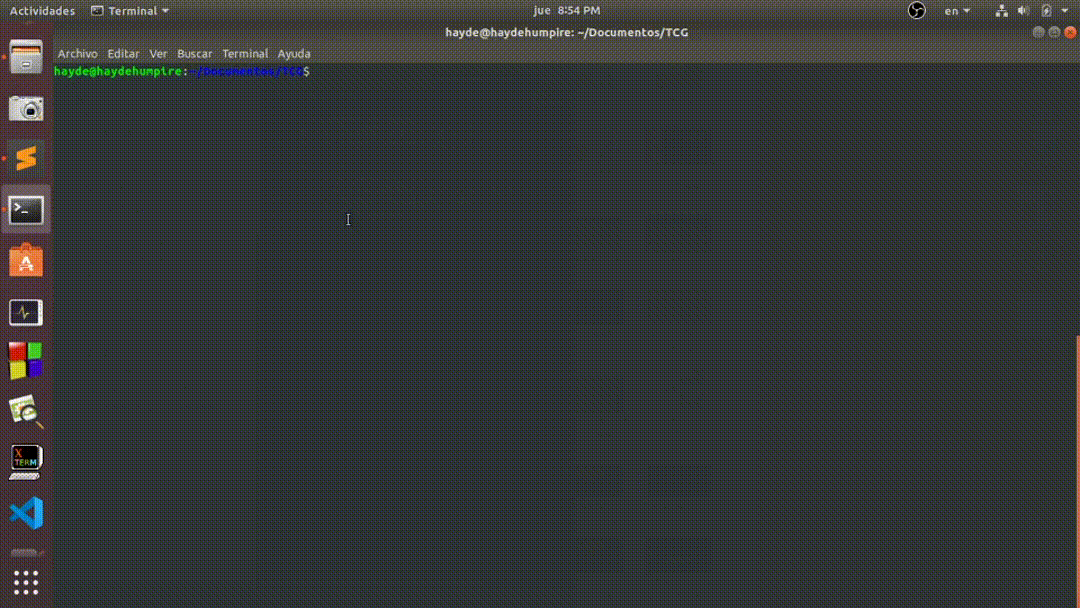 Actividades Terminal jue 8:54 PM en
hayde@haydehumpire: ~/Documentos/TCG
Archivo Editar Ver Buscar Terminal Ayuda
hayde@haydehumpire:~/Documentos/TCG$
>_
A
X
TERM